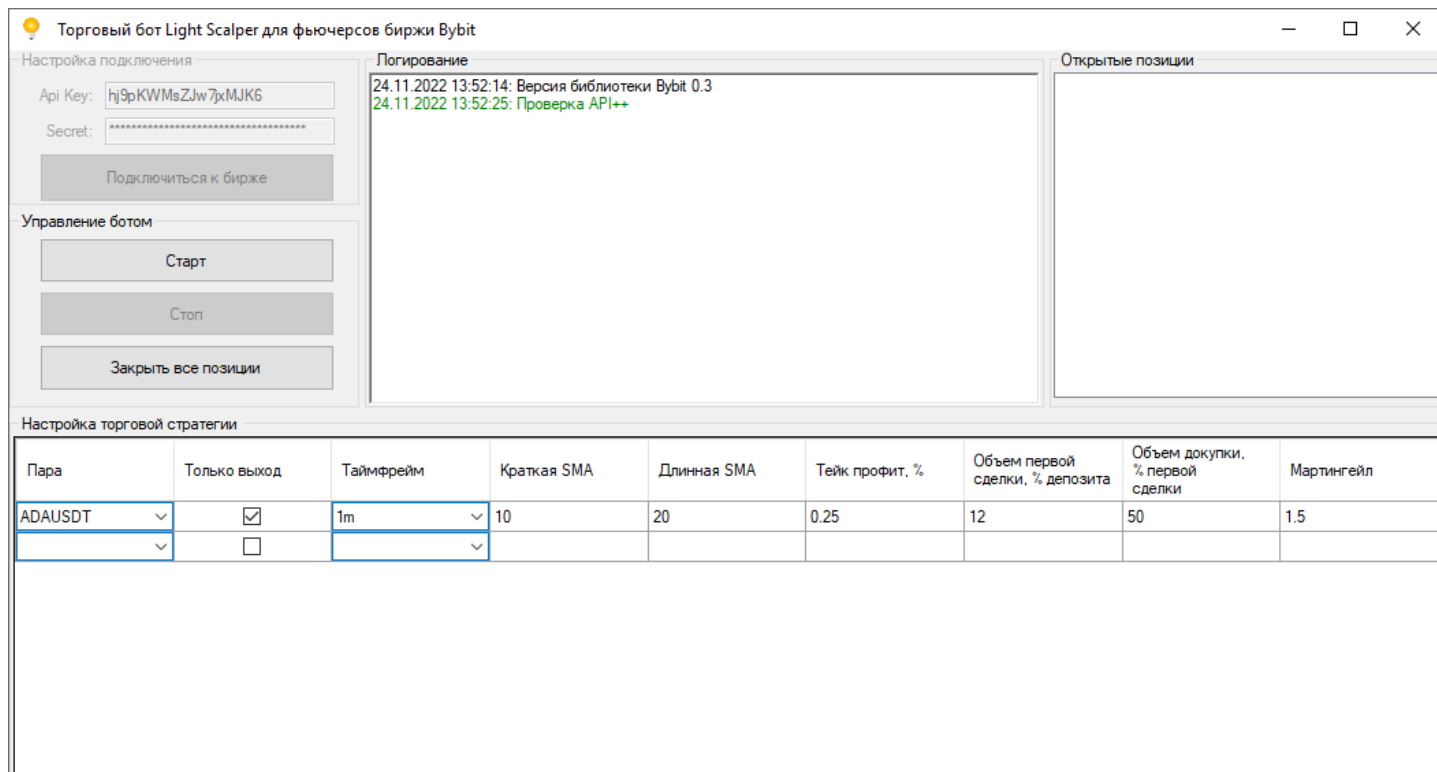 Торговый бот Light Scalper для фьючерсов биржи Bybit
Настройка подключения
Api Key: hj9pKWMsZJw7jxMJK6
Secret: ************************************
Подключиться к бирже
Управление ботом
Старт
Стоп
Закрыть все позиции
Логирование
24.11.2022 13:52:14: Версия библиотеки Bybit 0.3
24.11.2022 13:52:25: Проверка API++
Открытые позиции
Настройка торговой стратегии
Пара Только выход Таймфрейм Краткая SMA Длинная SMA Тейк профит, % Объем первой сделки, % депозита Объем докупки, % первой сделки Мартингейл
ADAUSDT 1m 10 20 0.25 12 50 1.5